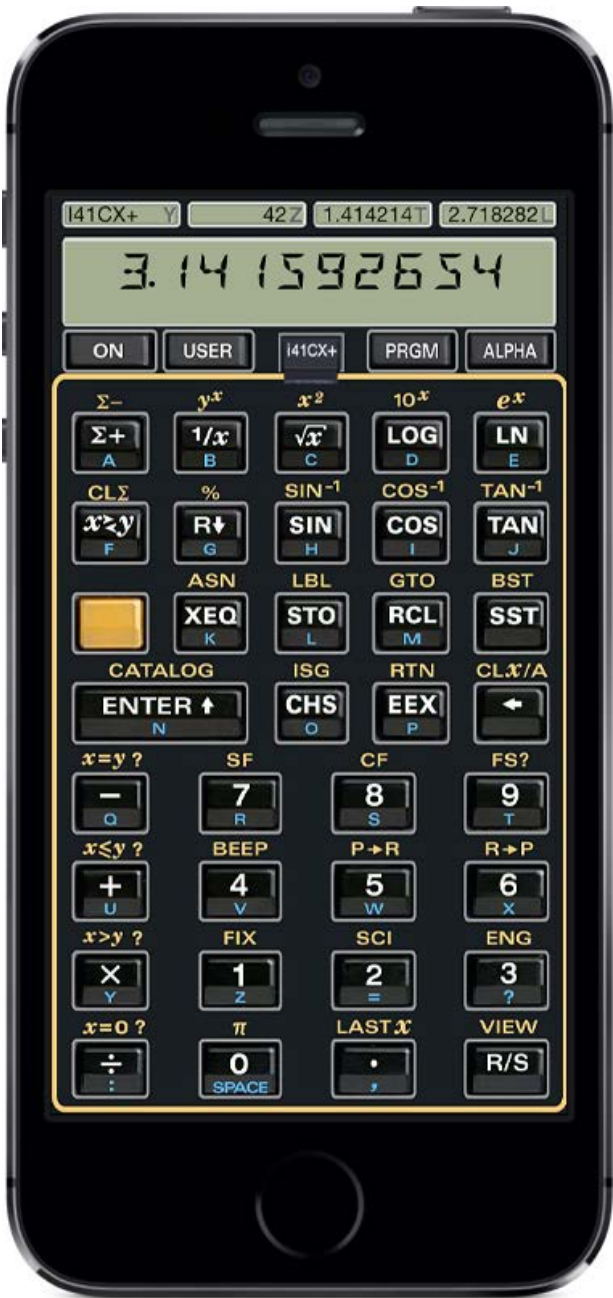 I41CX+ Y 42 Z 1.414214 T 2.718282 L
3.141592654
ON USER i41CX+ PRGM ALPHA
Σ− yˣ x² 10ˣ eˣ
Σ+ 1/x √x LOG LN
A B C D E
CLΣ % SIN⁻¹ COS⁻¹ TAN⁻¹
x≷y R↓ SIN COS TAN
F G H I J
ASN LBL GTO BST
XEQ STO RCL SST
K L M
CATALOG ISG RTN CLX/A
ENTER ↑ CHS EEX ←
N O P
x=y ? SF CF FS?
− 7 8 9
Q R S T
x≤y ? BEEP P→R R→P
+ 4 5 6
U V W X
x>y ? FIX SCI ENG
× 1 2 3
Y Z = ?
x=0 ? π LAST X VIEW
÷ 0 . R/S
: SPACE ,